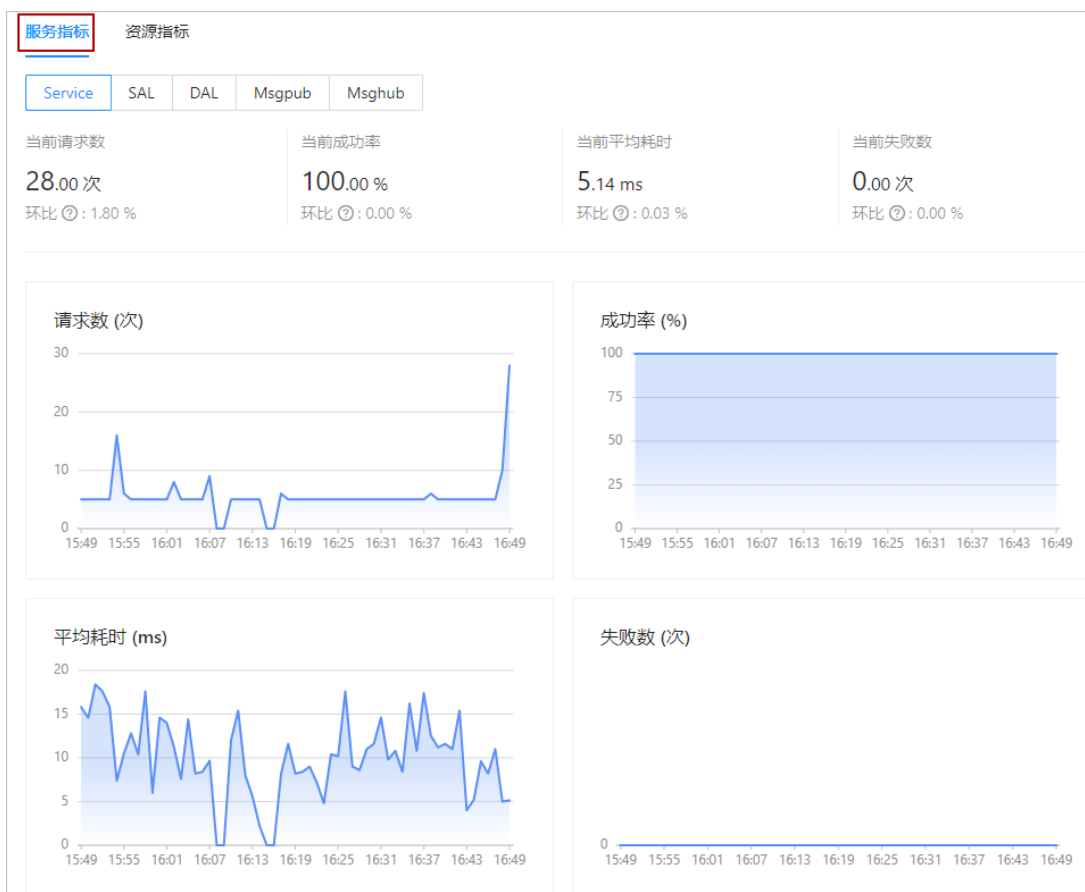 服务指标 资源指标
Service SAL DAL Msgpub Msghub
当前请求数 当前成功率 当前平均耗时 当前失败数
28.00 次 100.00 % 5.14 ms 0.00 次
环比 ? : 1.80 % 环比 ? : 0.00 % 环比 ? : 0.03 % 环比 ? : 0.00 %
请求数 (次)
30
20
10
0
15:49 15:55 16:01 16:07 16:13 16:19 16:25 16:31 16:37 16:43 16:49
成功率 (%)
100
75
50
25
0
15:49 15:55 16:01 16:07 16:13 16:19 16:25 16:31 16:37 16:43 16:49
平均耗时 (ms)
20
15
10
5
0
15:49 15:55 16:01 16:07 16:13 16:19 16:25 16:31 16:37 16:43 16:49
失败数 (次)
0
15:49 15:55 16:01 16:07 16:13 16:19 16:25 16:31 16:37 16:43 16:49